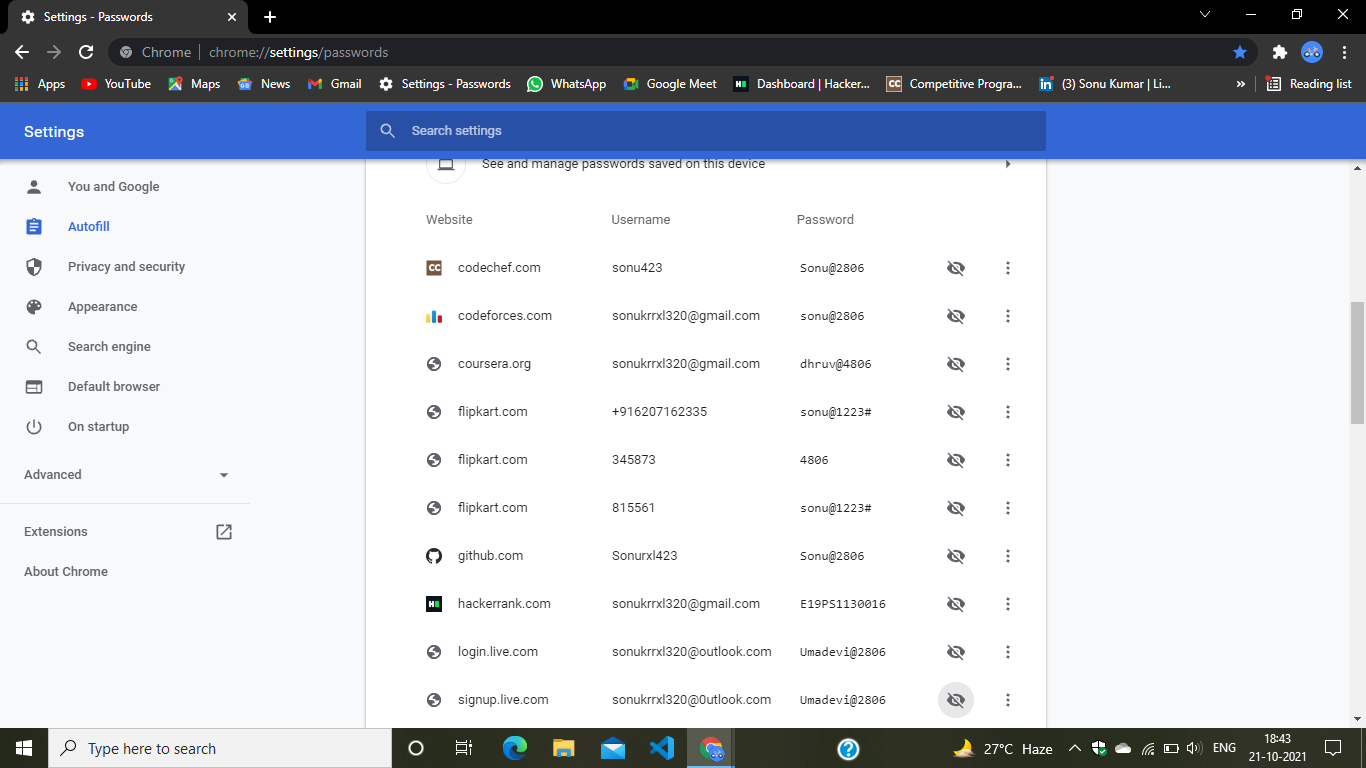 Settings - Passwords
Chrome | chrome://settings/passwords
Apps YouTube Maps News Gmail Settings - Passwords WhatsApp Google Meet Dashboard | Hacker... Competitive Progra... (3) Sonu Kumar | Li... » Reading list
Settings
Search settings
You and Google
Autofill
Privacy and security
Appearance
Search engine
Default browser
On startup
Advanced
Extensions
About Chrome
See and manage passwords saved on this device
Website Username Password
codechef.com sonu423 Sonu@2806
codeforces.com sonukrrxl320@gmail.com sonu@2806
coursera.org sonukrrxl320@gmail.com dhruv@4806
flipkart.com +916207162335 sonu@1223#
flipkart.com 345873 4806
flipkart.com 815561 sonu@1223#
github.com Sonurxl423 Sonu@2806
hackerrank.com sonukrrxl320@gmail.com E19PS1130016
login.live.com sonukrrxl320@outlook.com Umadevi@2806
signup.live.com sonukrrxl320@0utlook.com Umadevi@2806
Type here to search
27°C Haze
ENG
18:43
21-10-2021